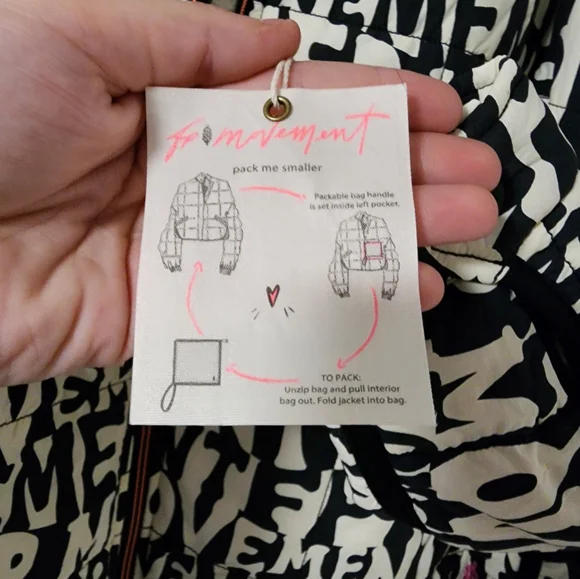 fp movement
pack me smaller
Packable bag handle
is set inside left pocket.
TO PACK:
Unzip bag and pull interior
bag out. Fold jacket into bag.